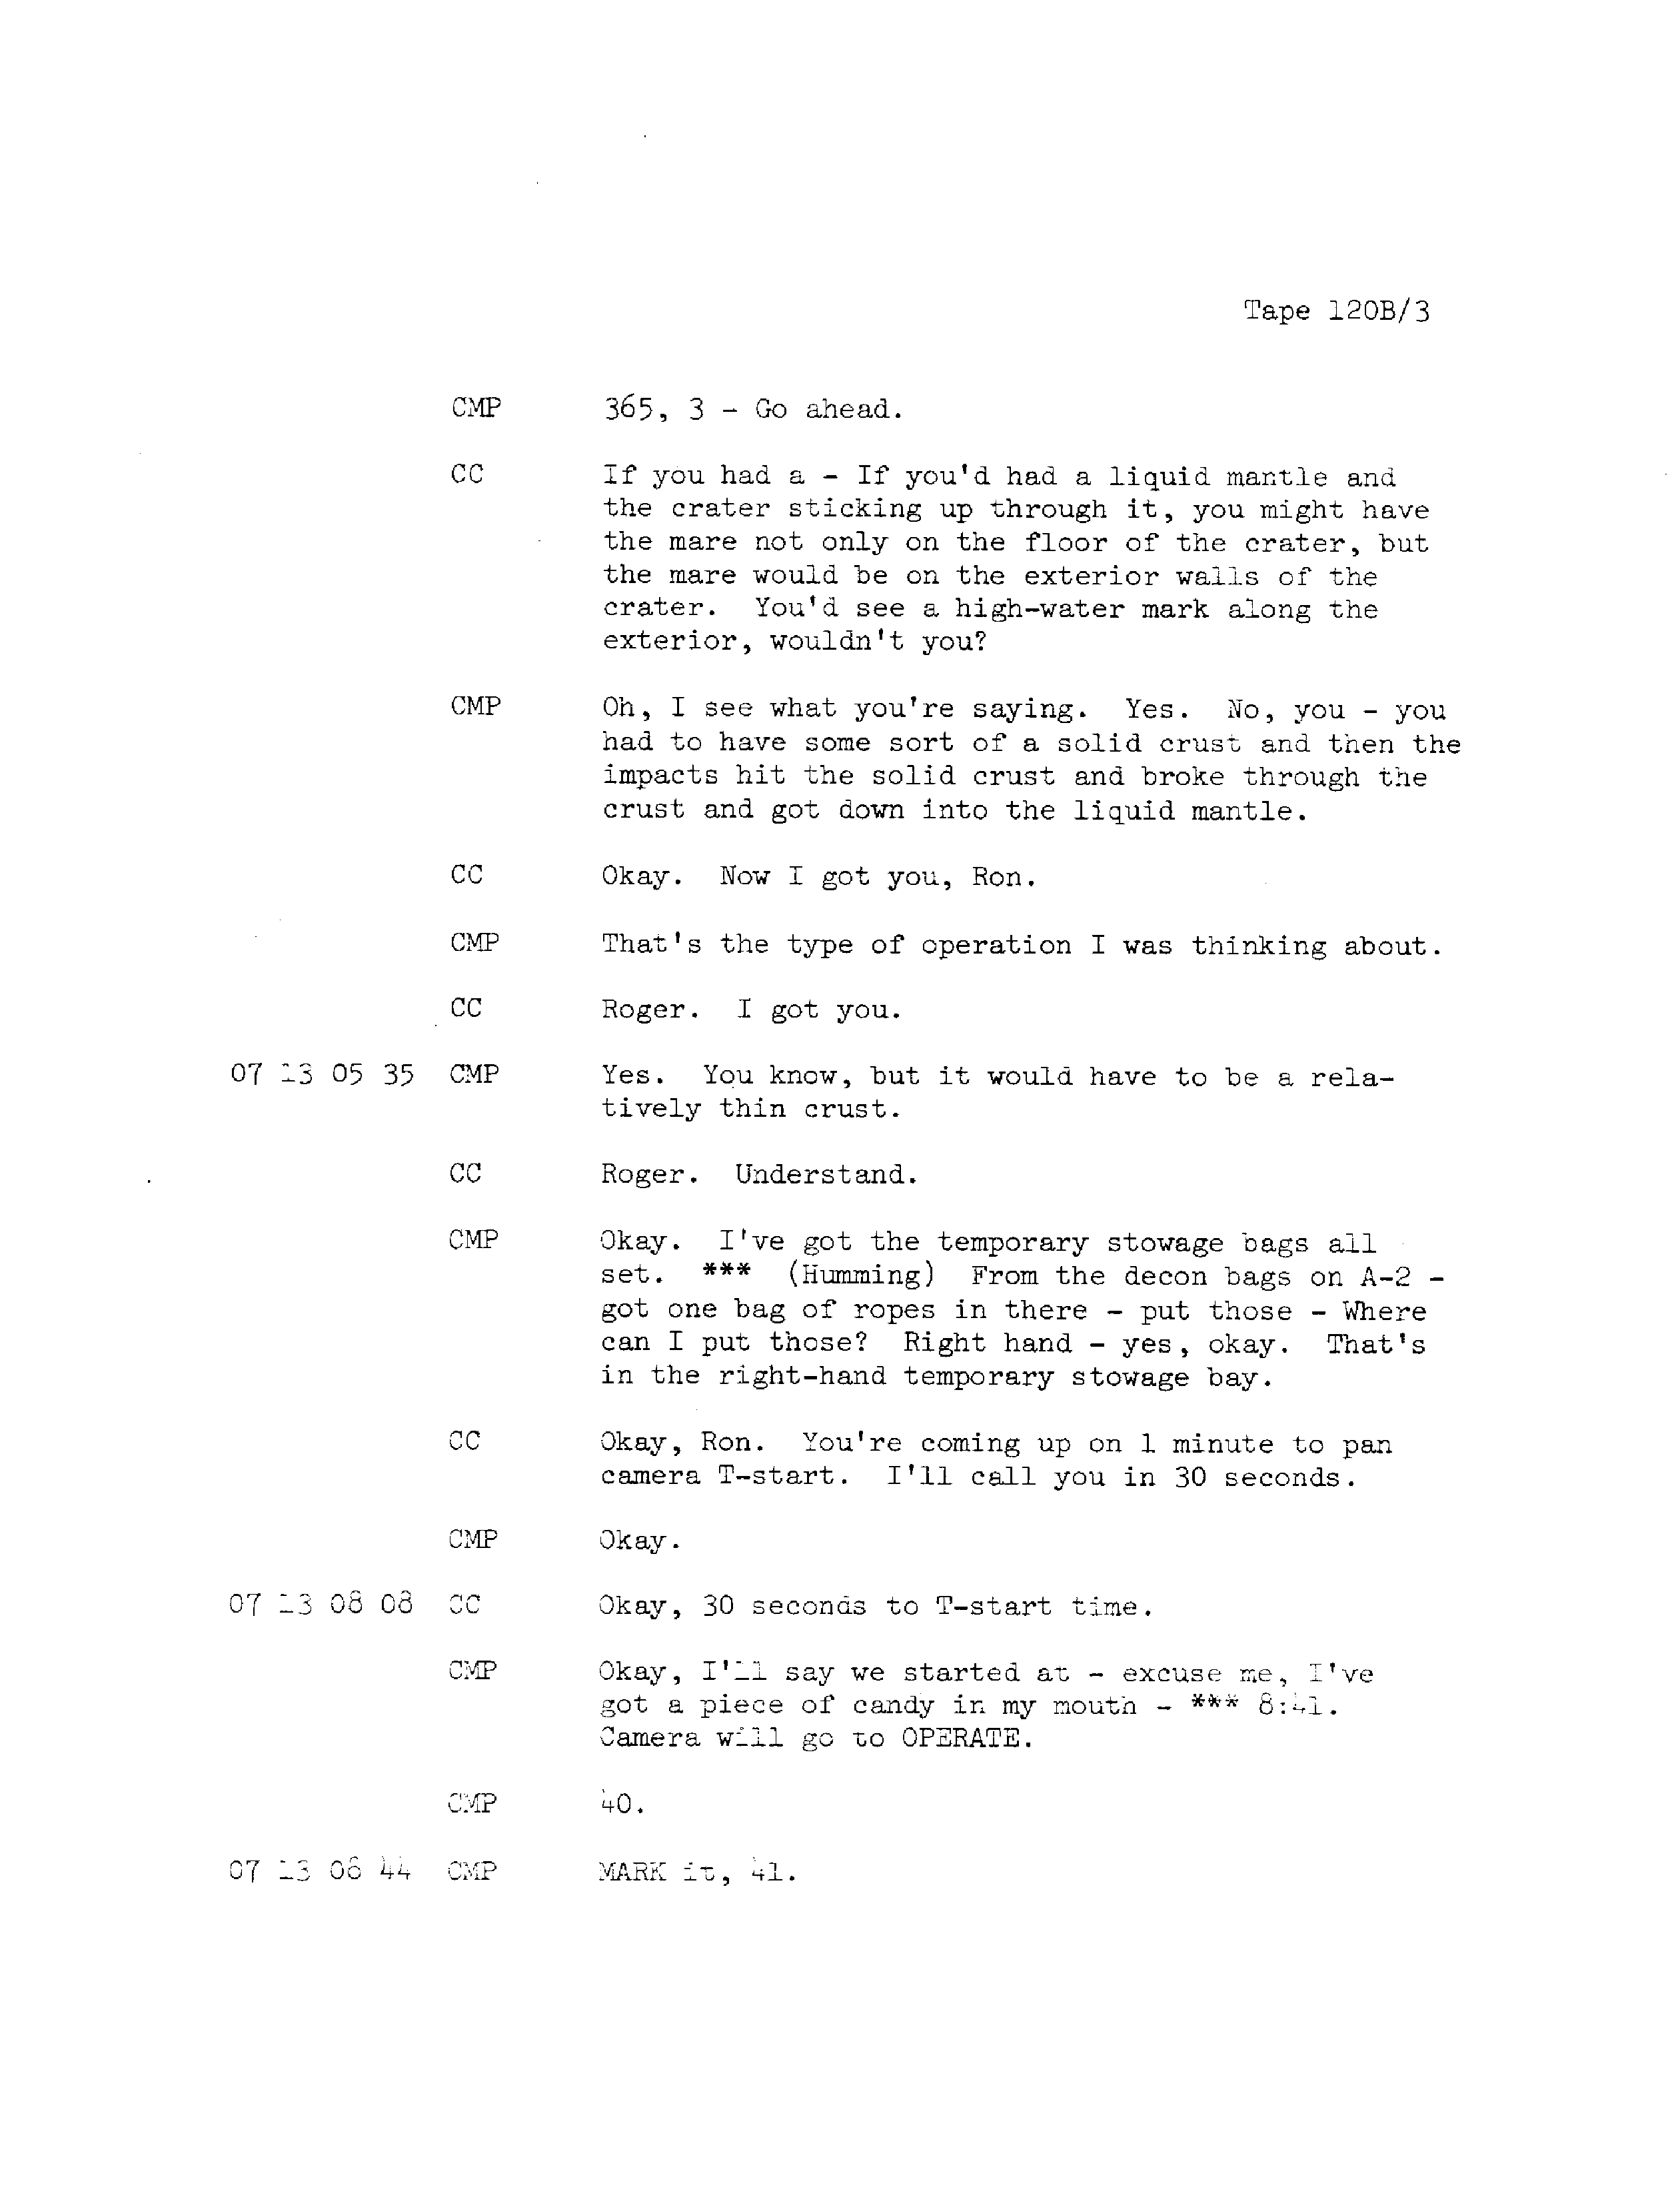 Tape 120B/3
CMP 365, 3 - Go ahead.
CC If you had a - If you'd had a liquid mantle and
the crater sticking up through it, you might have
the mare not only on the floor of the crater, but
the mare would be on the exterior walls of the
crater. You'd see a high-water mark along the
exterior, wouldn't you?
CMP Oh, I see what you're saying. Yes. No, you - you
had to have some sort of a solid crust and then the
impacts hit the solid crust and broke through the
crust and got down into the liquid mantle.
CC Okay. Now I got you, Ron.
CMP That's the type of operation I was thinking about.
CC Roger. I got you.
07 13 05 35 CMP Yes. You know, but it would have to be a rela-
tively thin crust.
CC Roger. Understand.
CMP Okay. I've got the temporary stowage bags all
set. *** (Humming) From the decon bags on A-2 -
got one bag of ropes in there - put those - Where
can I put those? Right hand - yes, okay. That's
in the right-hand temporary stowage bay.
CC Okay, Ron. You're coming up on 1 minute to pan
camera T-start. I'll call you in 30 seconds.
CMP Okay.
07 13 08 08 CC Okay, 30 seconds to T-start time.
CMP Okay, I'll say we started at - excuse me, I've
got a piece of candy in my mouth - *** 8:41.
Camera will go to OPERATE.
CMP 40.
07 13 08 44 CMP MARK it, 41.